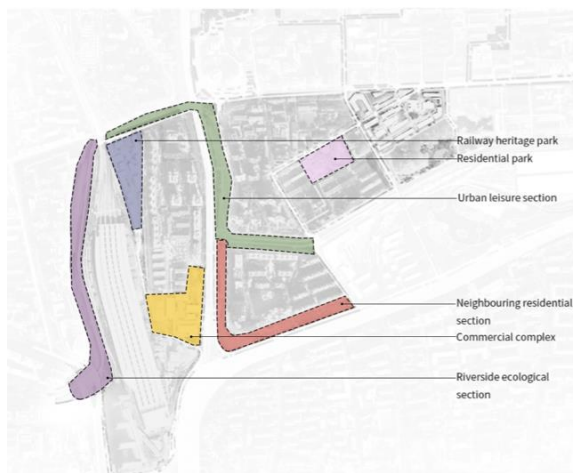 Railway heritage park
Residential park
Urban leisure section
Neighbouring residential
section
Commercial complex
Riverside ecological
section